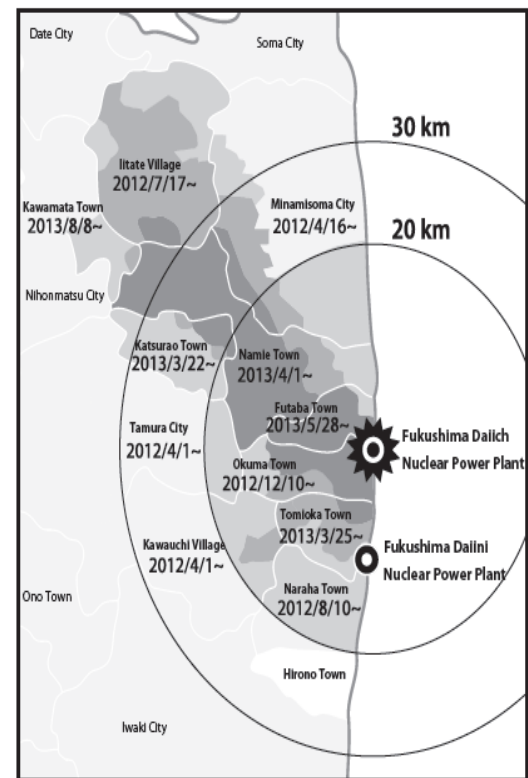 Date City
Soma City
30 km
Iitate Village
2012/7/17~
Kawamata Town
2013/8/8~
Minamisoma City
2012/4/16~
20 km
Nihonmatsu City
Katsurao Town
2013/3/22~
Namie Town
2013/4/1~
Futaba Town
2013/5/28~
Tamura City
2012/4/1~
Fukushima Daiich
Nuclear Power Plant
Okuma Town
2012/12/10~
Tomioka Town
2013/3/25~
Kawauchi Village
2012/4/1~
Fukushima Daiini
Nuclear Power Plant
Ono Town
Naraha Town
2012/8/10~
Hirono Town
Iwaki City